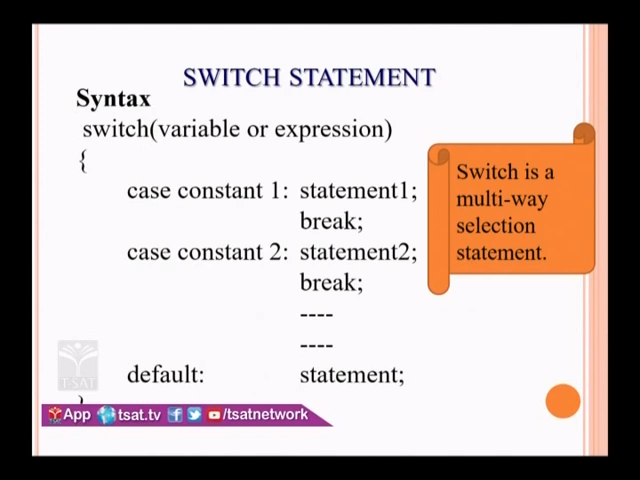 SWITCH STATEMENT
Syntax
switch(variable or expression)
{
case constant 1: statement1;
break;
case constant 2: statement2;
break;
----
----
default: statement;
}
Switch is a
multi-way
selection
statement.
T-SAT
App tsat.tv /tsatnetwork